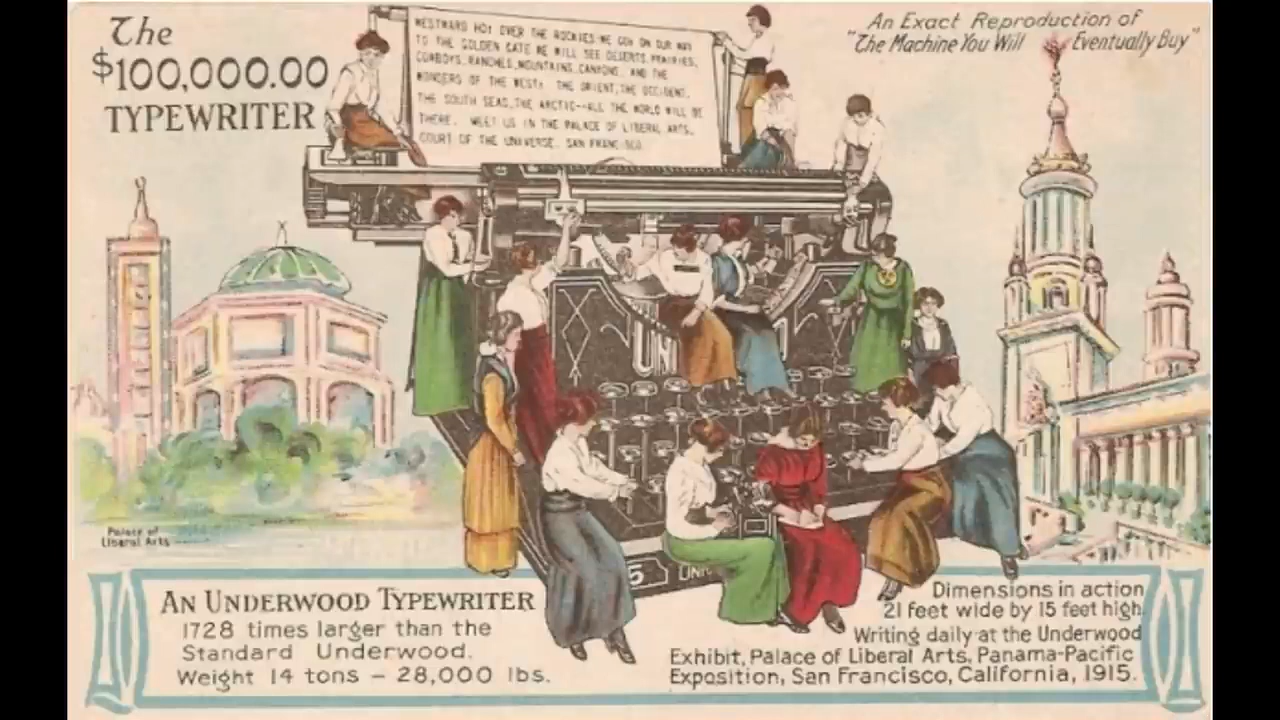 The
$100,000.00
TYPEWRITER
WESTWARD HO! OVER THE ROCKIES WE GO! ON OUR WAY
TO THE GOLDEN GATE WE WILL SEE DESERTS, PRAIRIES,
COWBOYS, RANCHES, MOUNTAINS, CANYONS, AND THE
WONDERS OF THE WEST! THE ORIENT, THE OCCIDENT,
THE SOUTH SEAS, THE ARCTIC--ALL THE WORLD WILL BE
THERE. MEET US IN THE PALACE OF LIBERAL ARTS,
COURT OF THE UNIVERSE, SAN FRANCISCO.
An Exact Reproduction of
"The Machine You Will Eventually Buy"
UN
Palace of
Liberal Arts
5 UN
AN UNDERWOOD TYPEWRITER
1728 times larger than the
Standard Underwood.
Weight 14 tons – 28,000 lbs.
Dimensions in action
21 feet wide by 15 feet high.
Writing daily at the Underwood
Exhibit, Palace of Liberal Arts, Panama-Pacific
Exposition, San Francisco, California, 1915.